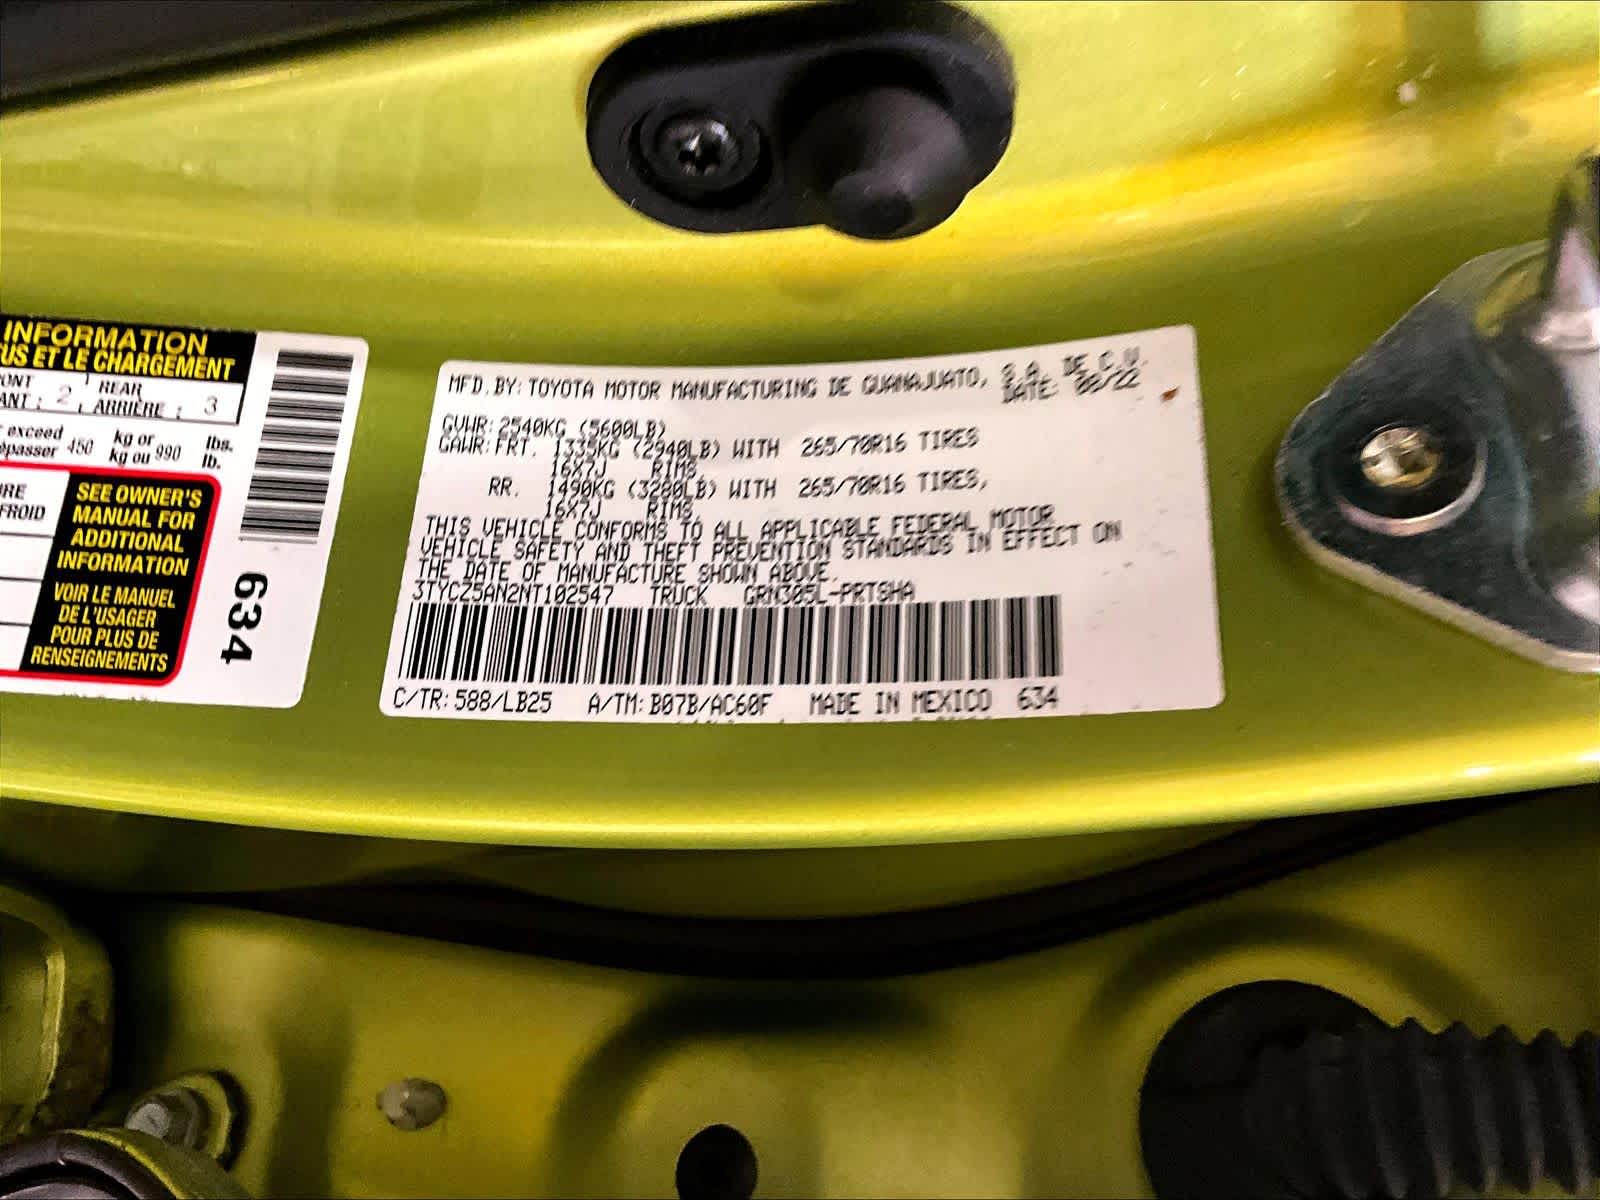 INFORMATION
US ET LE CHARGEMENT
2 REAR
ANT : ARRIÈRE : 3
exceed kg or lbs.
450 kg ou 990 lb.
FROID
SEE OWNER'S
MANUAL FOR
ADDITIONAL
INFORMATION
VOIR LE MANUEL
DE L'USAGER
POUR PLUS DE
RENSEIGNEMENTS
634
MFD. BY: TOYOTA MOTOR MANUFACTURING DE GUANAJUATO, S.A. DE C.V.
DATE: 09/22
GVWR: 2540KG (5600LB)
GAWR: FRT. 1335KG (2940LB) WITH 265/70R16 TIRES
16X7J RIMS,
RR. 1490KG (3280LB) WITH 265/70R16 TIRES,
16X7J RIMS,
THIS VEHICLE CONFORMS TO ALL APPLICABLE FEDERAL MOTOR
VEHICLE SAFETY AND THEFT PREVENTION STANDARDS IN EFFECT ON
THE DATE OF MANUFACTURE SHOWN ABOVE.
3TYCZ5AN2NT102547 TRUCK GRN305L-PRTSHA
C/TR: 588/LB25 A/TM: B07B/AC60F MADE IN MEXICO 634